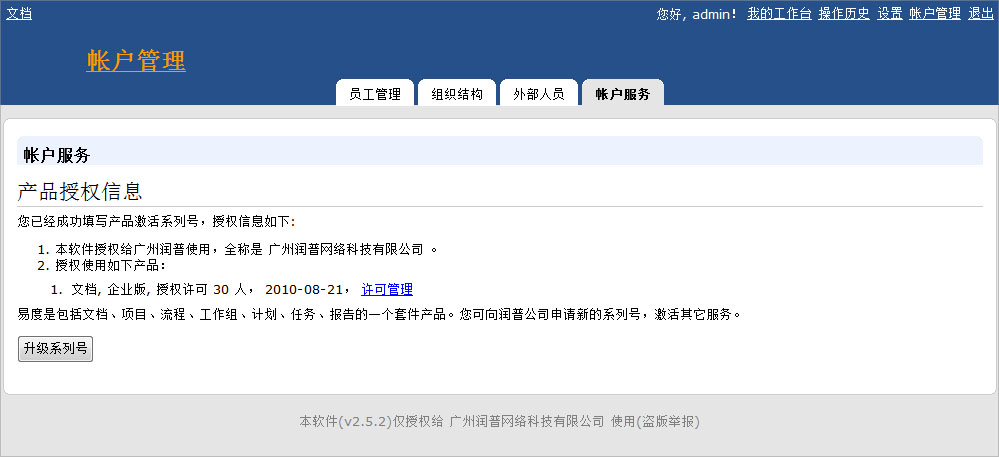 文档 您好, admin! 我的工作台 操作历史 设置 帐户管理 退出
帐户管理
员工管理 组织结构 外部人员 帐户服务
帐户服务
产品授权信息
您已经成功填写产品激活系列号，授权信息如下:
1. 本软件授权给广州润普使用，全称是 广州润普网络科技有限公司 。
2. 授权使用如下产品：
1. 文档, 企业版, 授权许可 30 人， 2010-08-21， 许可管理
易度是包括文档、项目、流程、工作组、计划、任务、报告的一个套件产品。您可向润普公司申请新的系列号，激活其它服务。
升级系列号
本软件(v2.5.2)仅授权给 广州润普网络科技有限公司 使用(盗版举报)